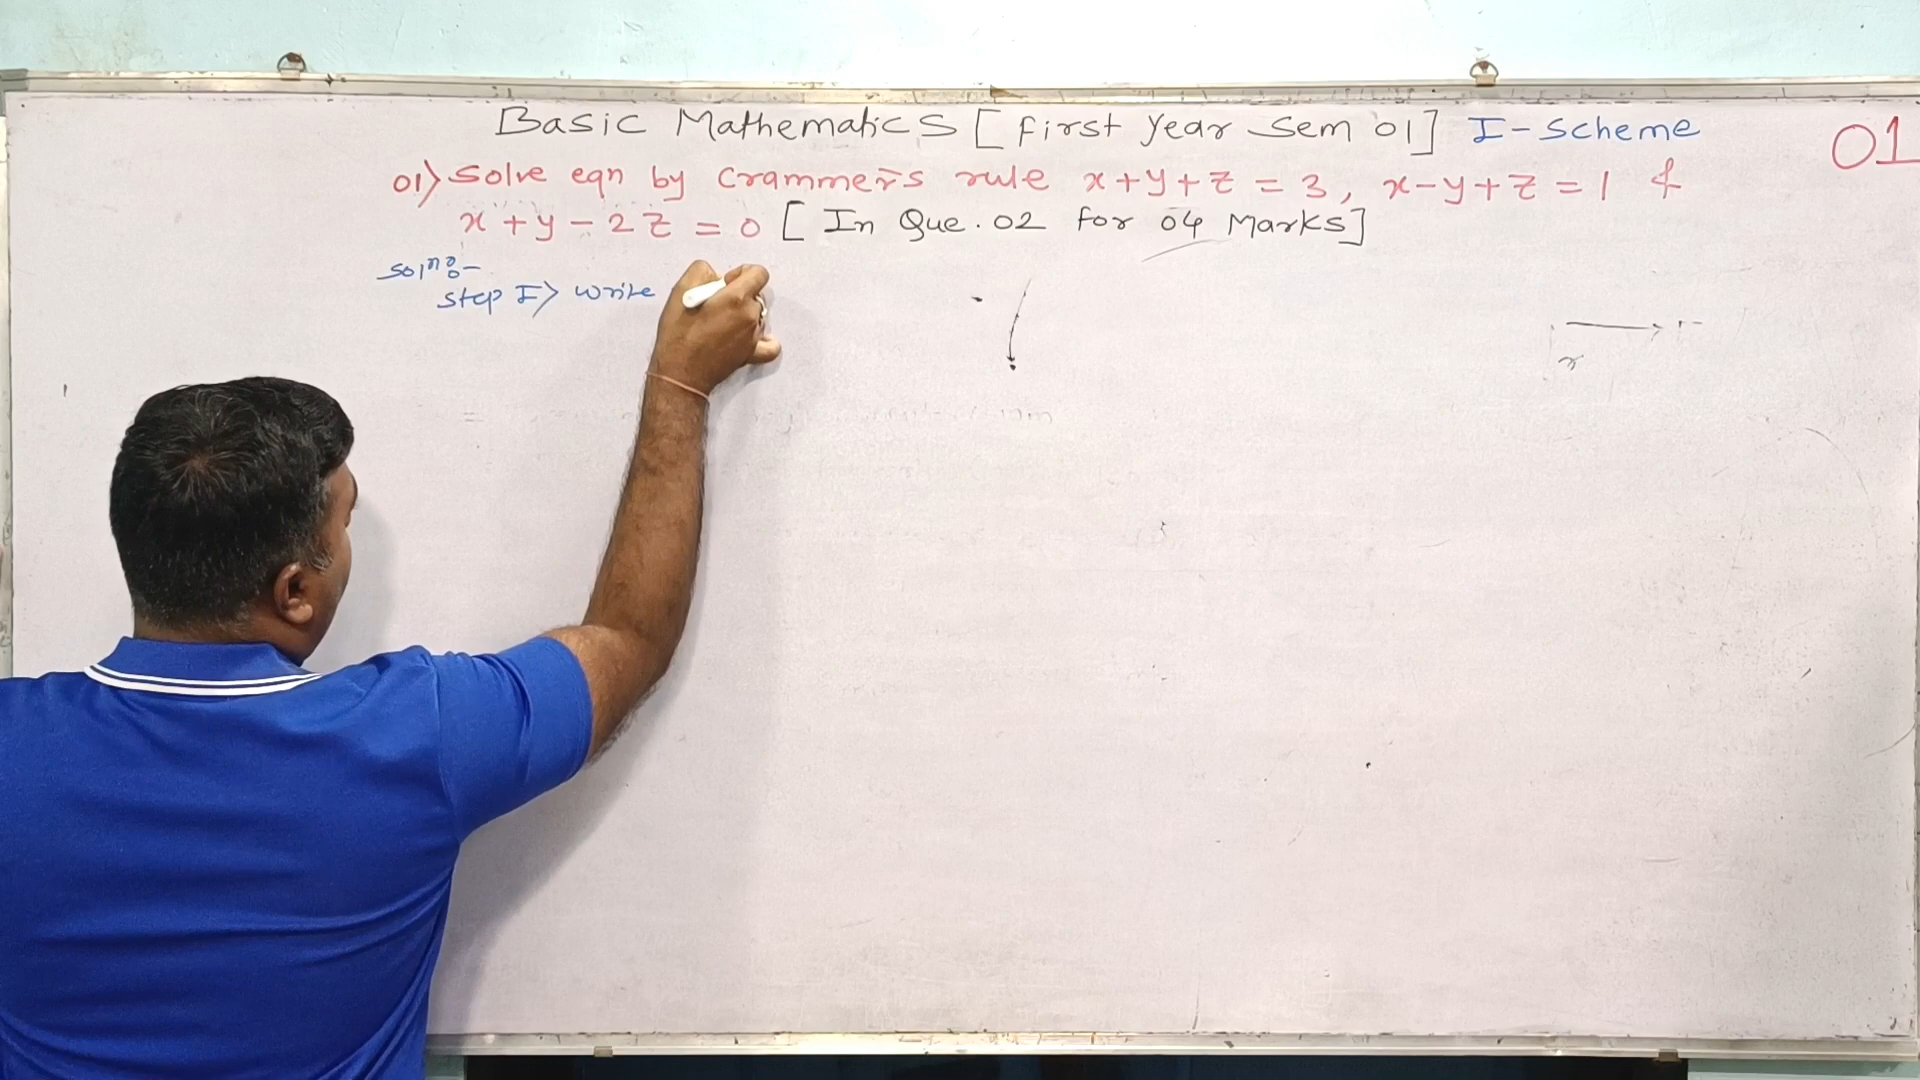 Basic Mathematics [First Year Sem 01] I-Scheme
01
01) Solve eqn by Crammer's rule x+y+z = 3, x-y+z = 1 &
x+y-2z = 0 [In Que. 02 for 04 Marks]
Soln:-
Step I> write
x